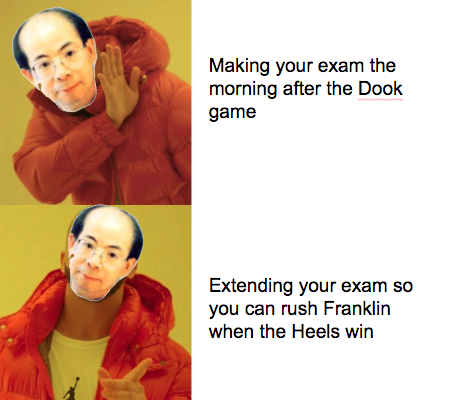 Making your exam the
morning after the Dook
game
Extending your exam so
you can rush Franklin
when the Heels win